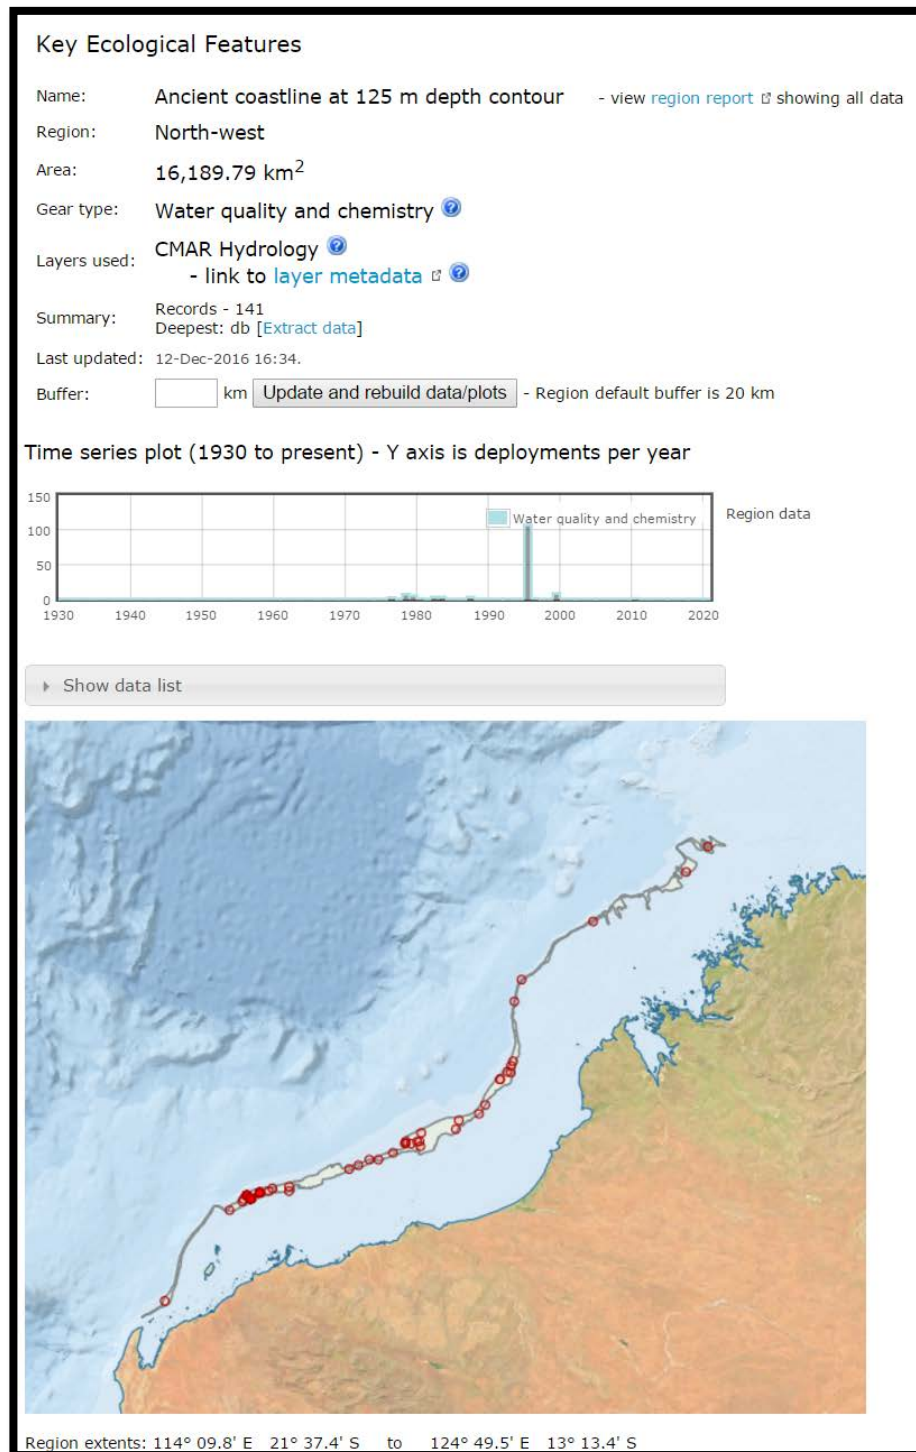 Key Ecological Features
Name: Ancient coastline at 125 m depth contour - view region report showing all data
Region: North-west
Area: 16,189.79 km2
Gear type: Water quality and chemistry ?
Layers used: CMAR Hydrology ?
- link to layer metadata ?
Summary: Records - 141
Deepest: db [Extract data]
Last updated: 12-Dec-2016 16:34.
Buffer: km Update and rebuild data/plots - Region default buffer is 20 km
Time series plot (1930 to present) - Y axis is deployments per year
150
100
50
0
Water quality and chemistry
Region data
1930 1940 1950 1960 1970 1980 1990 2000 2010 2020
Show data list
Region extents: 114° 09.8' E 21° 37.4' S to 124° 49.5' E 13° 13.4' S